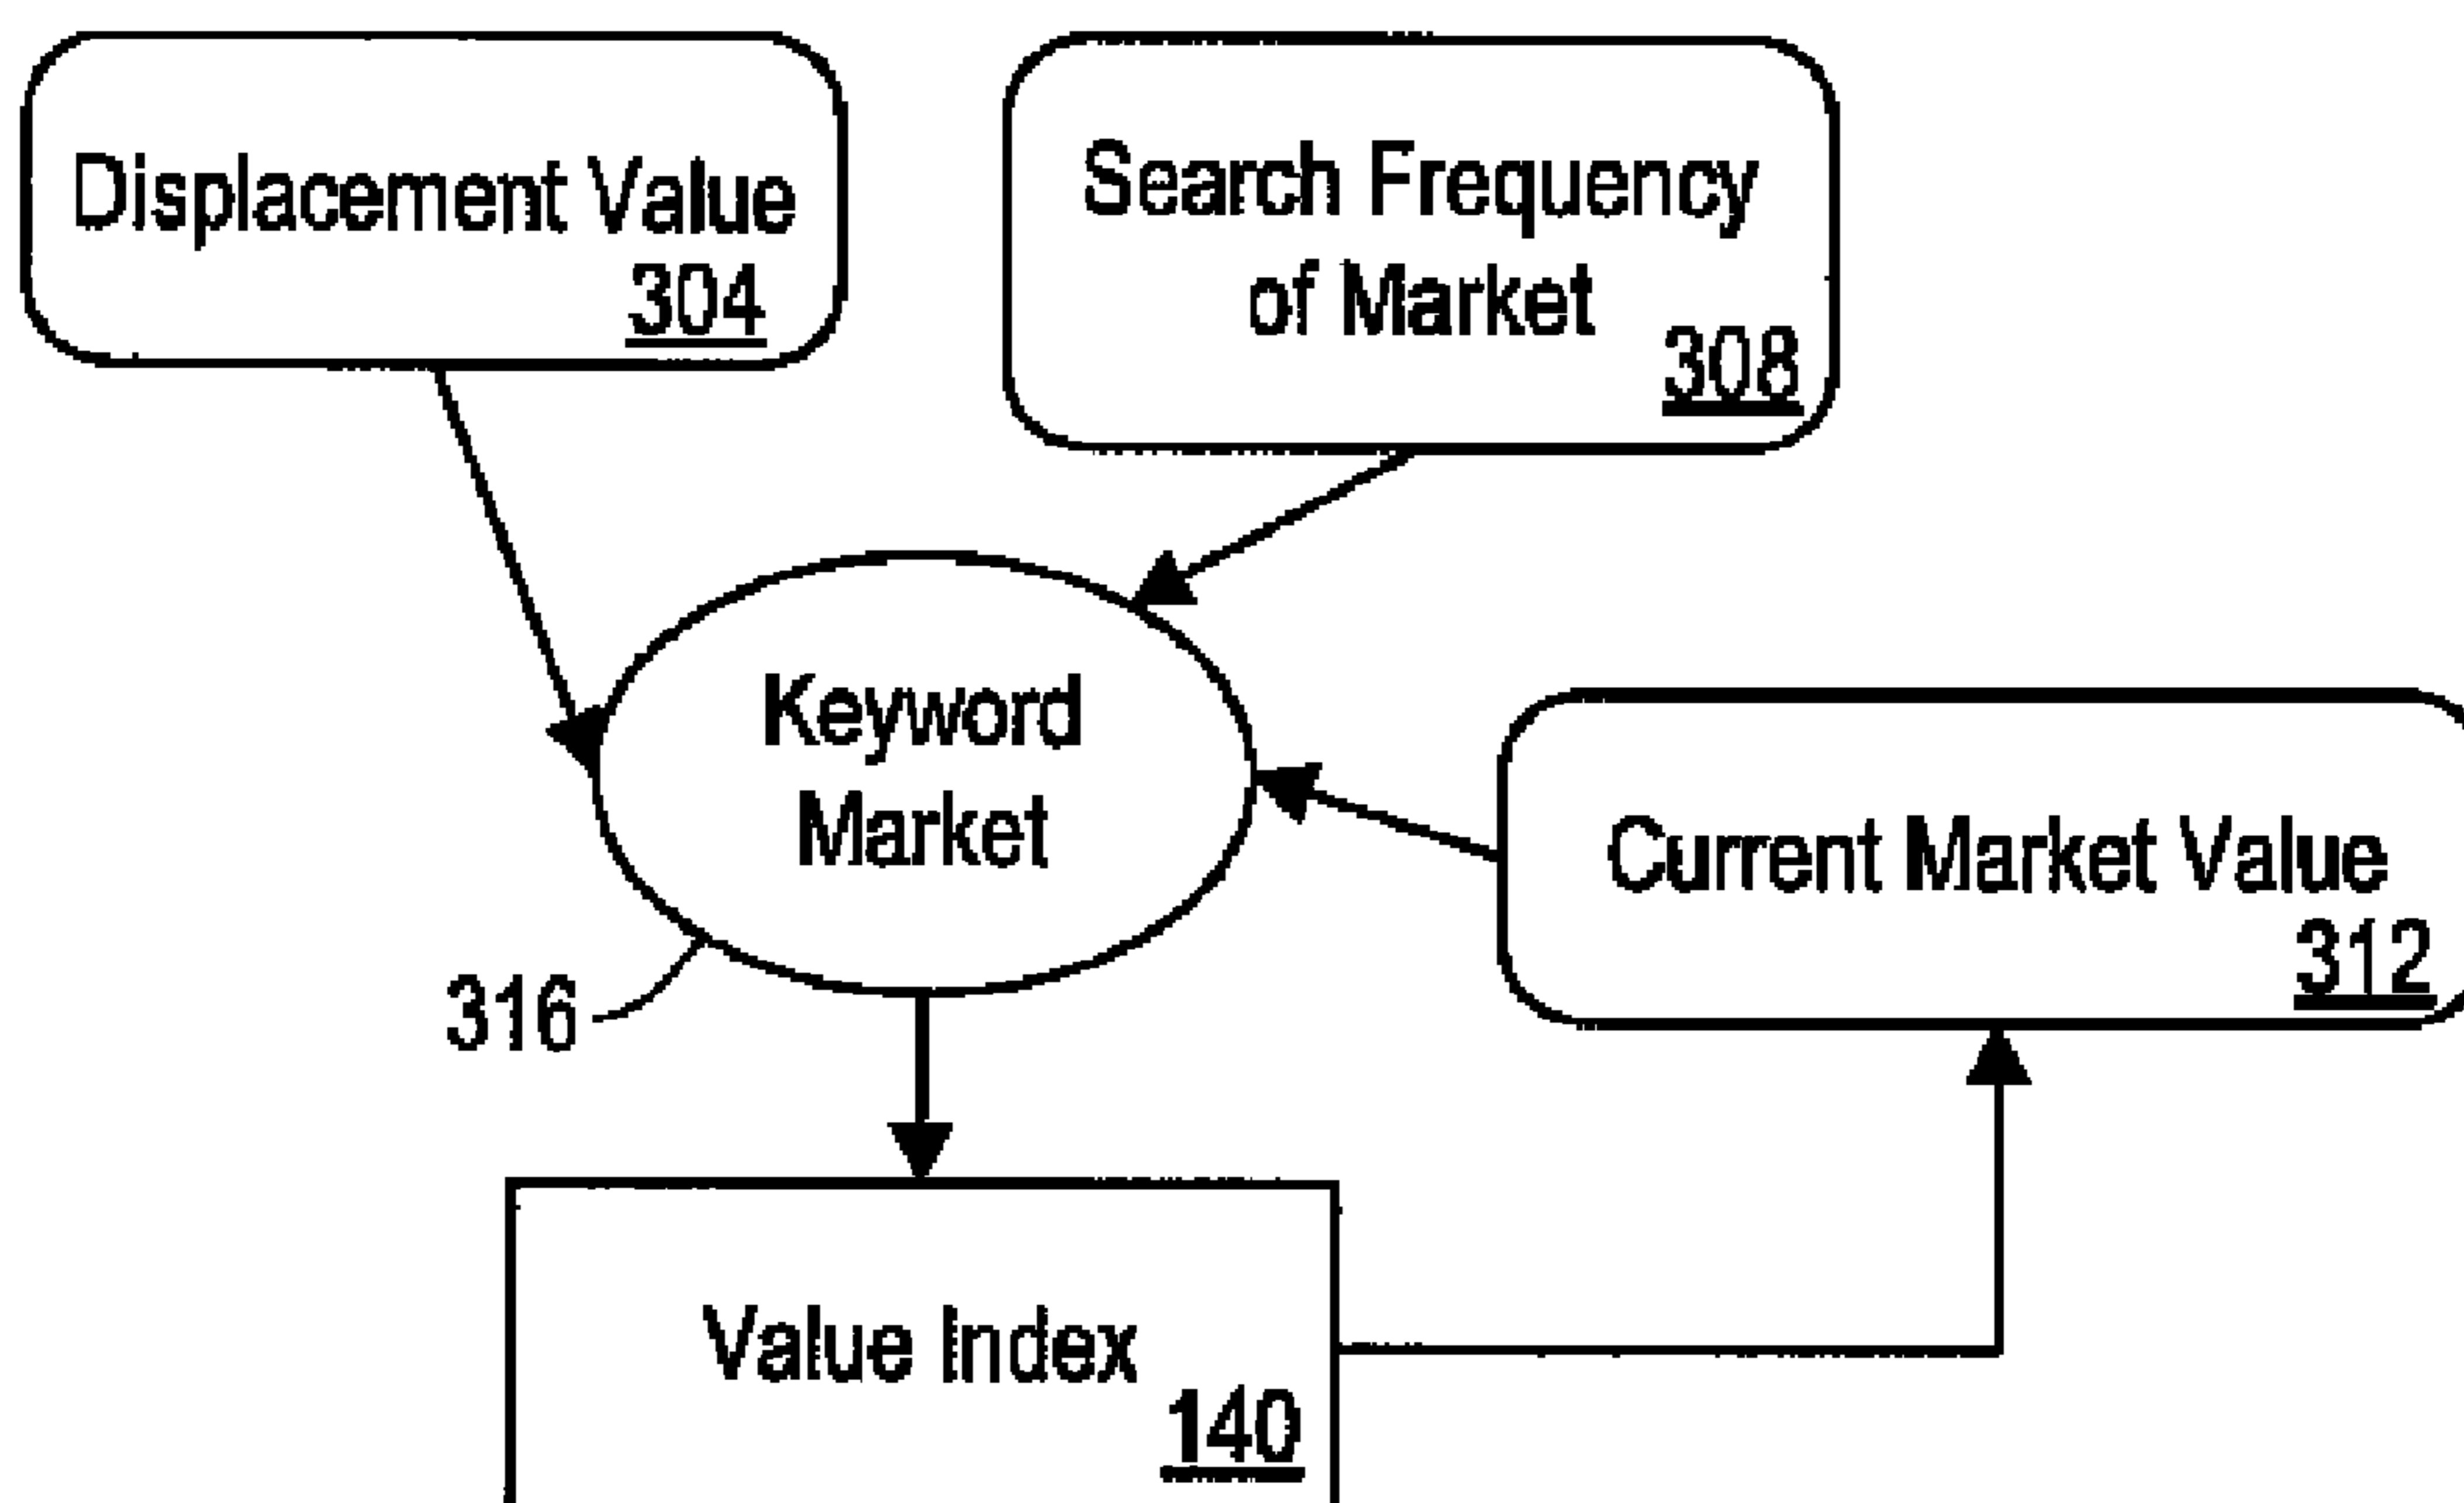 Displacement Value
304
Search Frequency
of Market
308
Keyword
Market
316
Current Market Value
312
Value Index
140